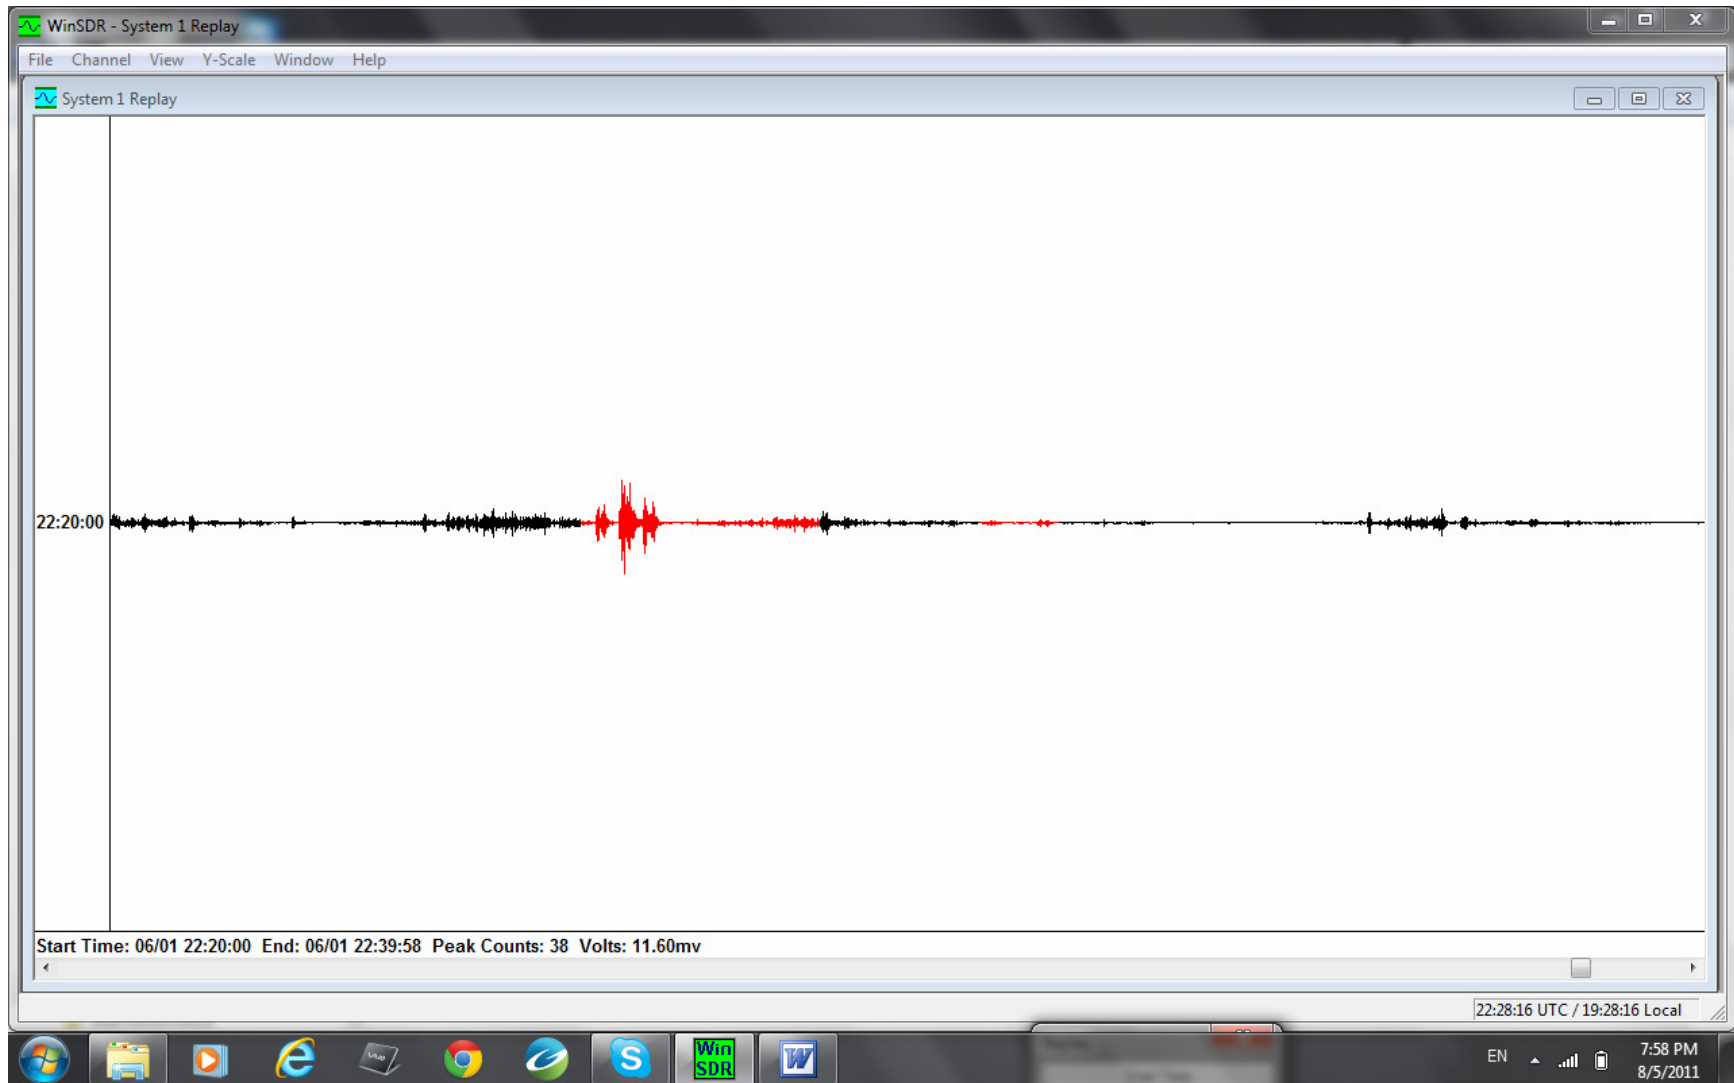 WinSDR - System 1 Replay
File Channel View Y-Scale Window Help
System 1 Replay
22:20:00
Start Time: 06/01 22:20:00 End: 06/01 22:39:58 Peak Counts: 38 Volts: 11.60mv
22:28:16 UTC / 19:28:16 Local
S
Win
SDR
W
EN
7:58 PM
8/5/2011